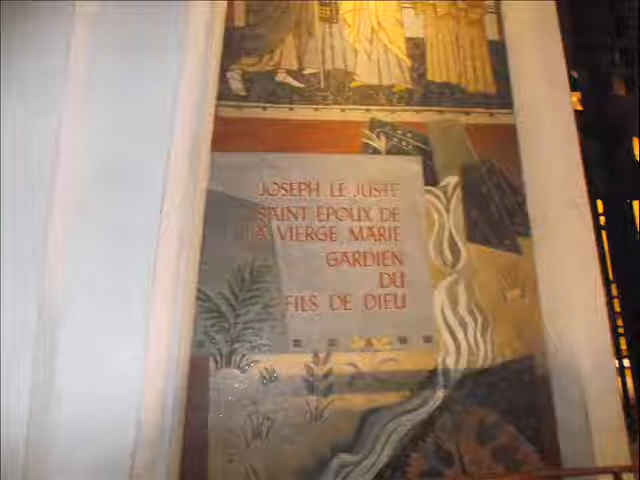 JOSEPH LE JUSTE
SAINT EPOUX DE
LA VIERGE MARIE
GARDIEN
DU
FILS DE DIEU